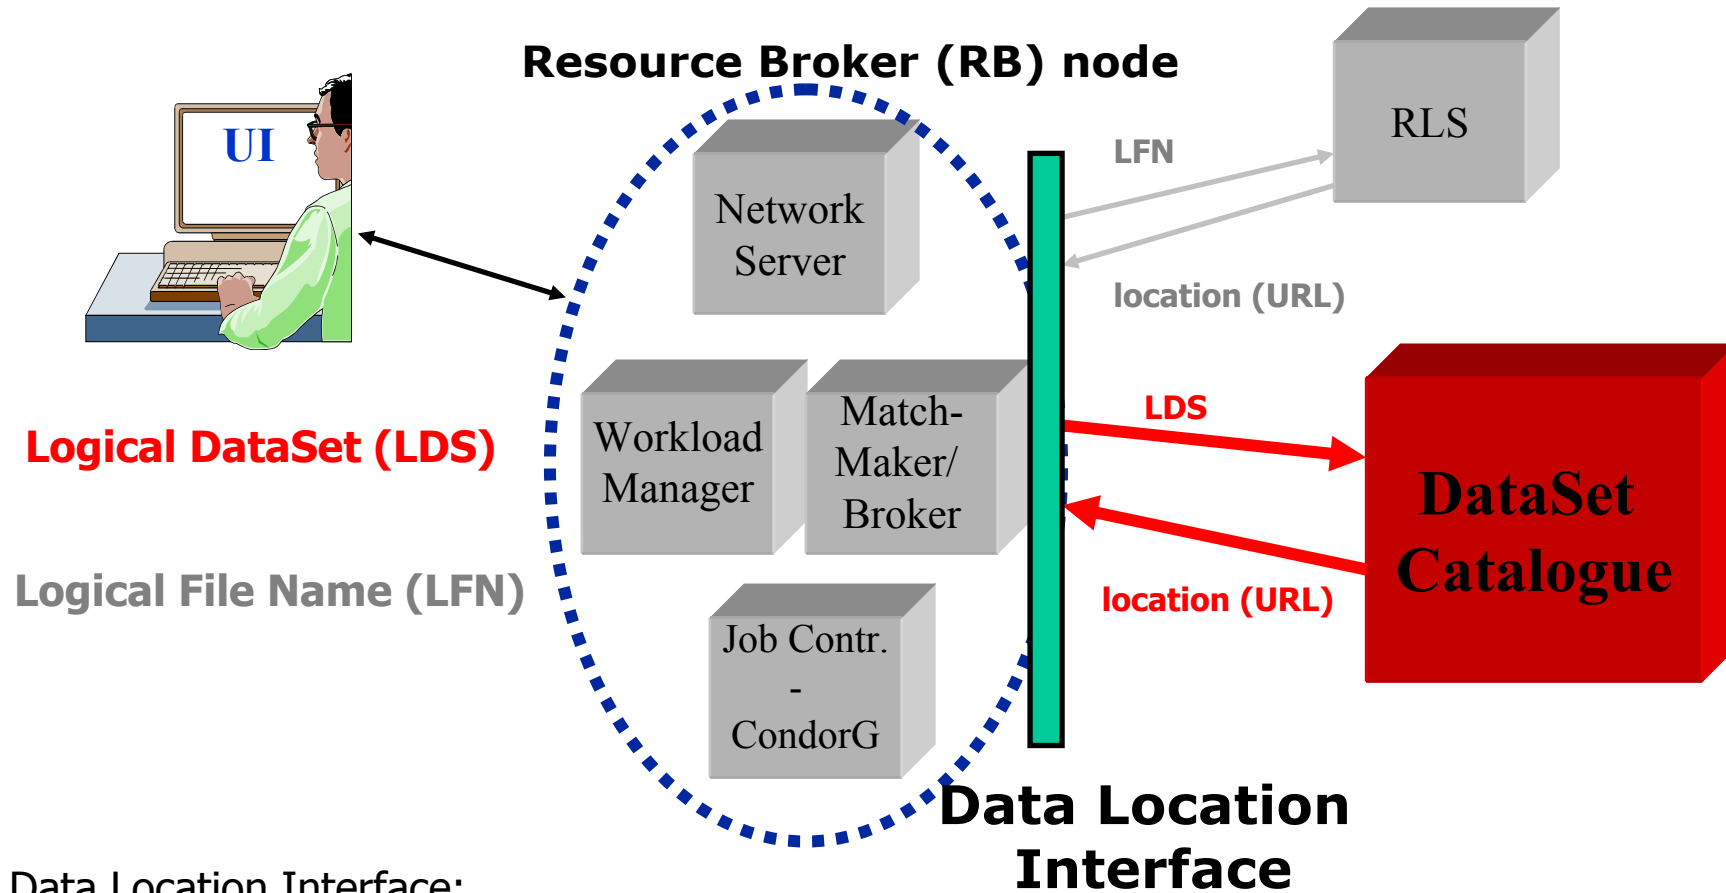 Resource Broker (RB) node
UI
Network
Server
LFN
RLS
location (URL)
Logical DataSet (LDS)
Logical File Name (LFN)
Workload
Manager
Match-
Maker/
Broker
LDS
DataSet
Catalogue
location (URL)
Job Contr.
-
CondorG
Data Location
Interface
Data Location Interface: